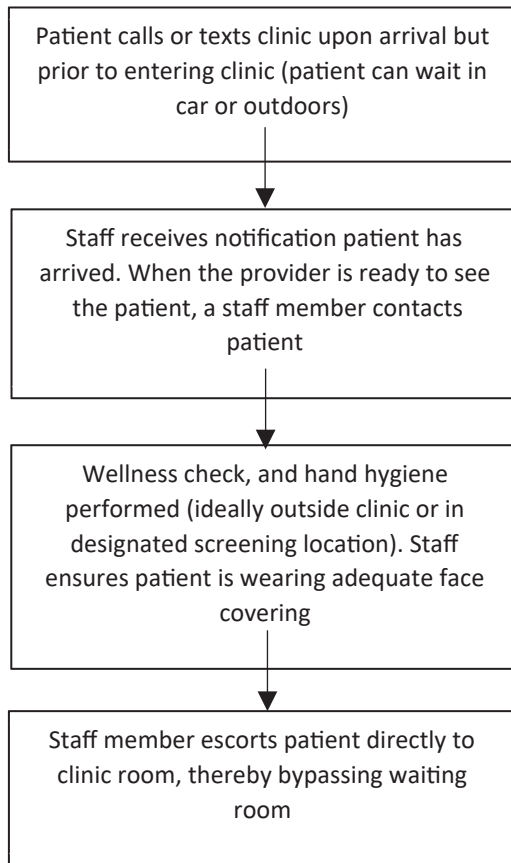 Patient calls or texts clinic upon arrival but
prior to entering clinic (patient can wait in
car or outdoors)
Staff receives notification patient has
arrived. When the provider is ready to see
the patient, a staff member contacts
patient
Wellness check, and hand hygiene
performed (ideally outside clinic or in
designated screening location). Staff
ensures patient is wearing adequate face
covering
Staff member escorts patient directly to
clinic room, thereby bypassing waiting
room